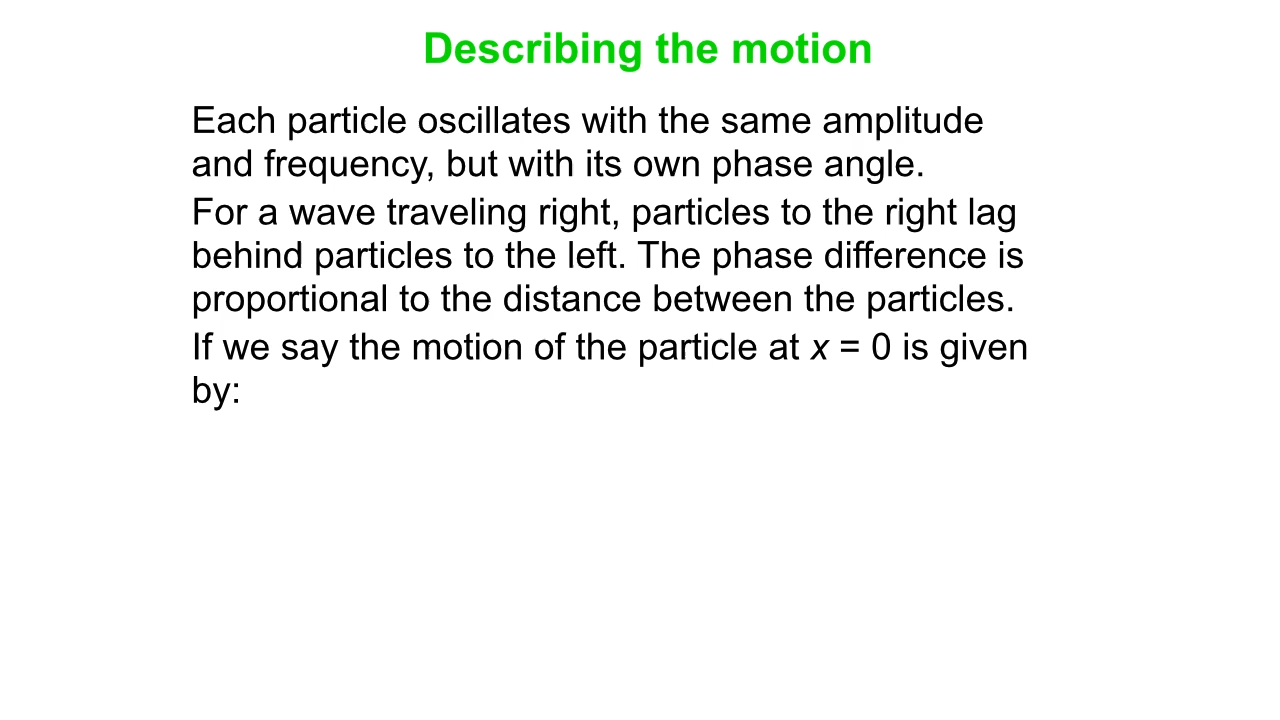 Describing the motion
Each particle oscillates with the same amplitude
and frequency, but with its own phase angle.
For a wave traveling right, particles to the right lag
behind particles to the left. The phase difference is
proportional to the distance between the particles.
If we say the motion of the particle at x = 0 is given
by: